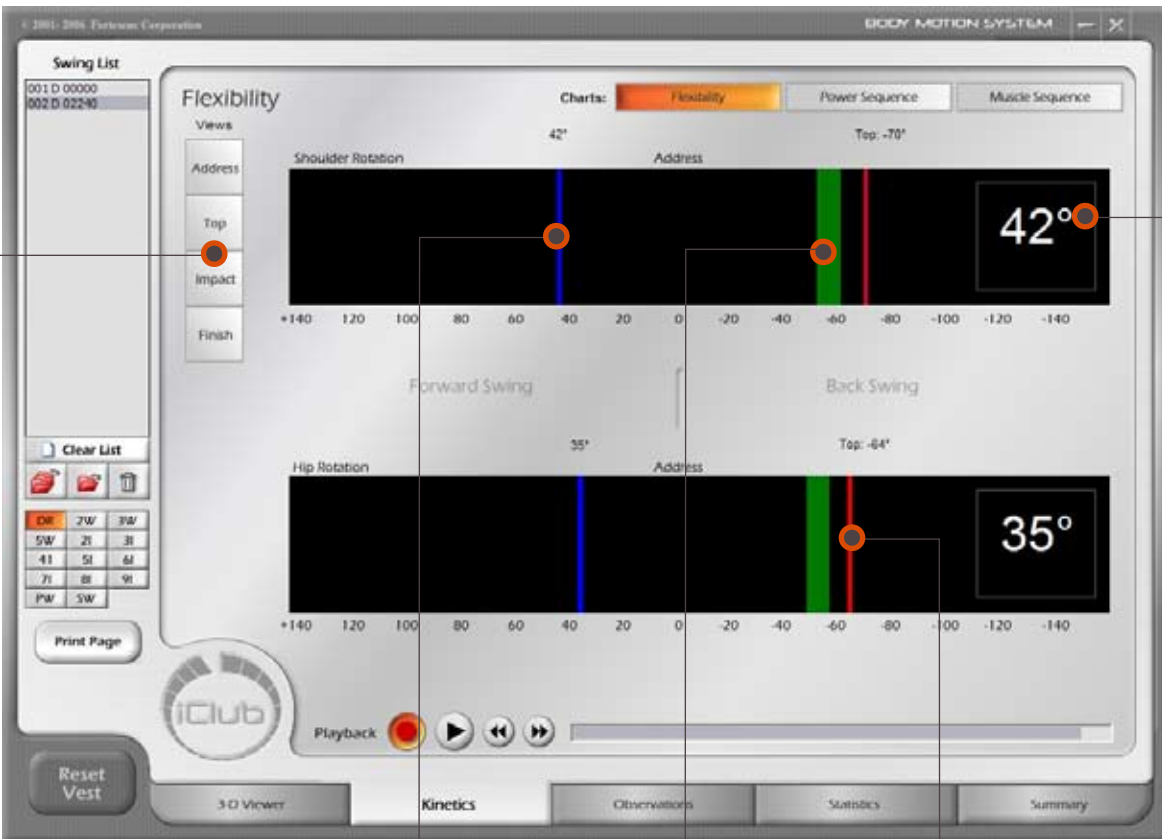 © 2001-2006 Fortescue Corporation
BODY MOTION SYSTEM
Swing List
001 D 00000
002 D 02240
Flexibility
Charts:
Flexibility
Power Sequence
Muscle Sequence
Views
Address
Top
Impact
Finish
42°
Top: -70°
Shoulder Rotation
Address
42°
+140 120 100 80 60 40 20 0 -20 -40 -60 -80 -100 -120 -140
Forward Swing
Back Swing
35°
Top: -64°
Hip Rotation
Address
35°
+140 120 100 80 60 40 20 0 -20 -40 -60 -80 -100 -120 -140
Clear List
DR 2W 3W
5W 2I 3I
4I 5I 6I
7I 8I 9I
PW SW
Print Page
iClub
Playback
Reset
Vest
3-D Viewer
Kinetics
Observations
Statistics
Summary